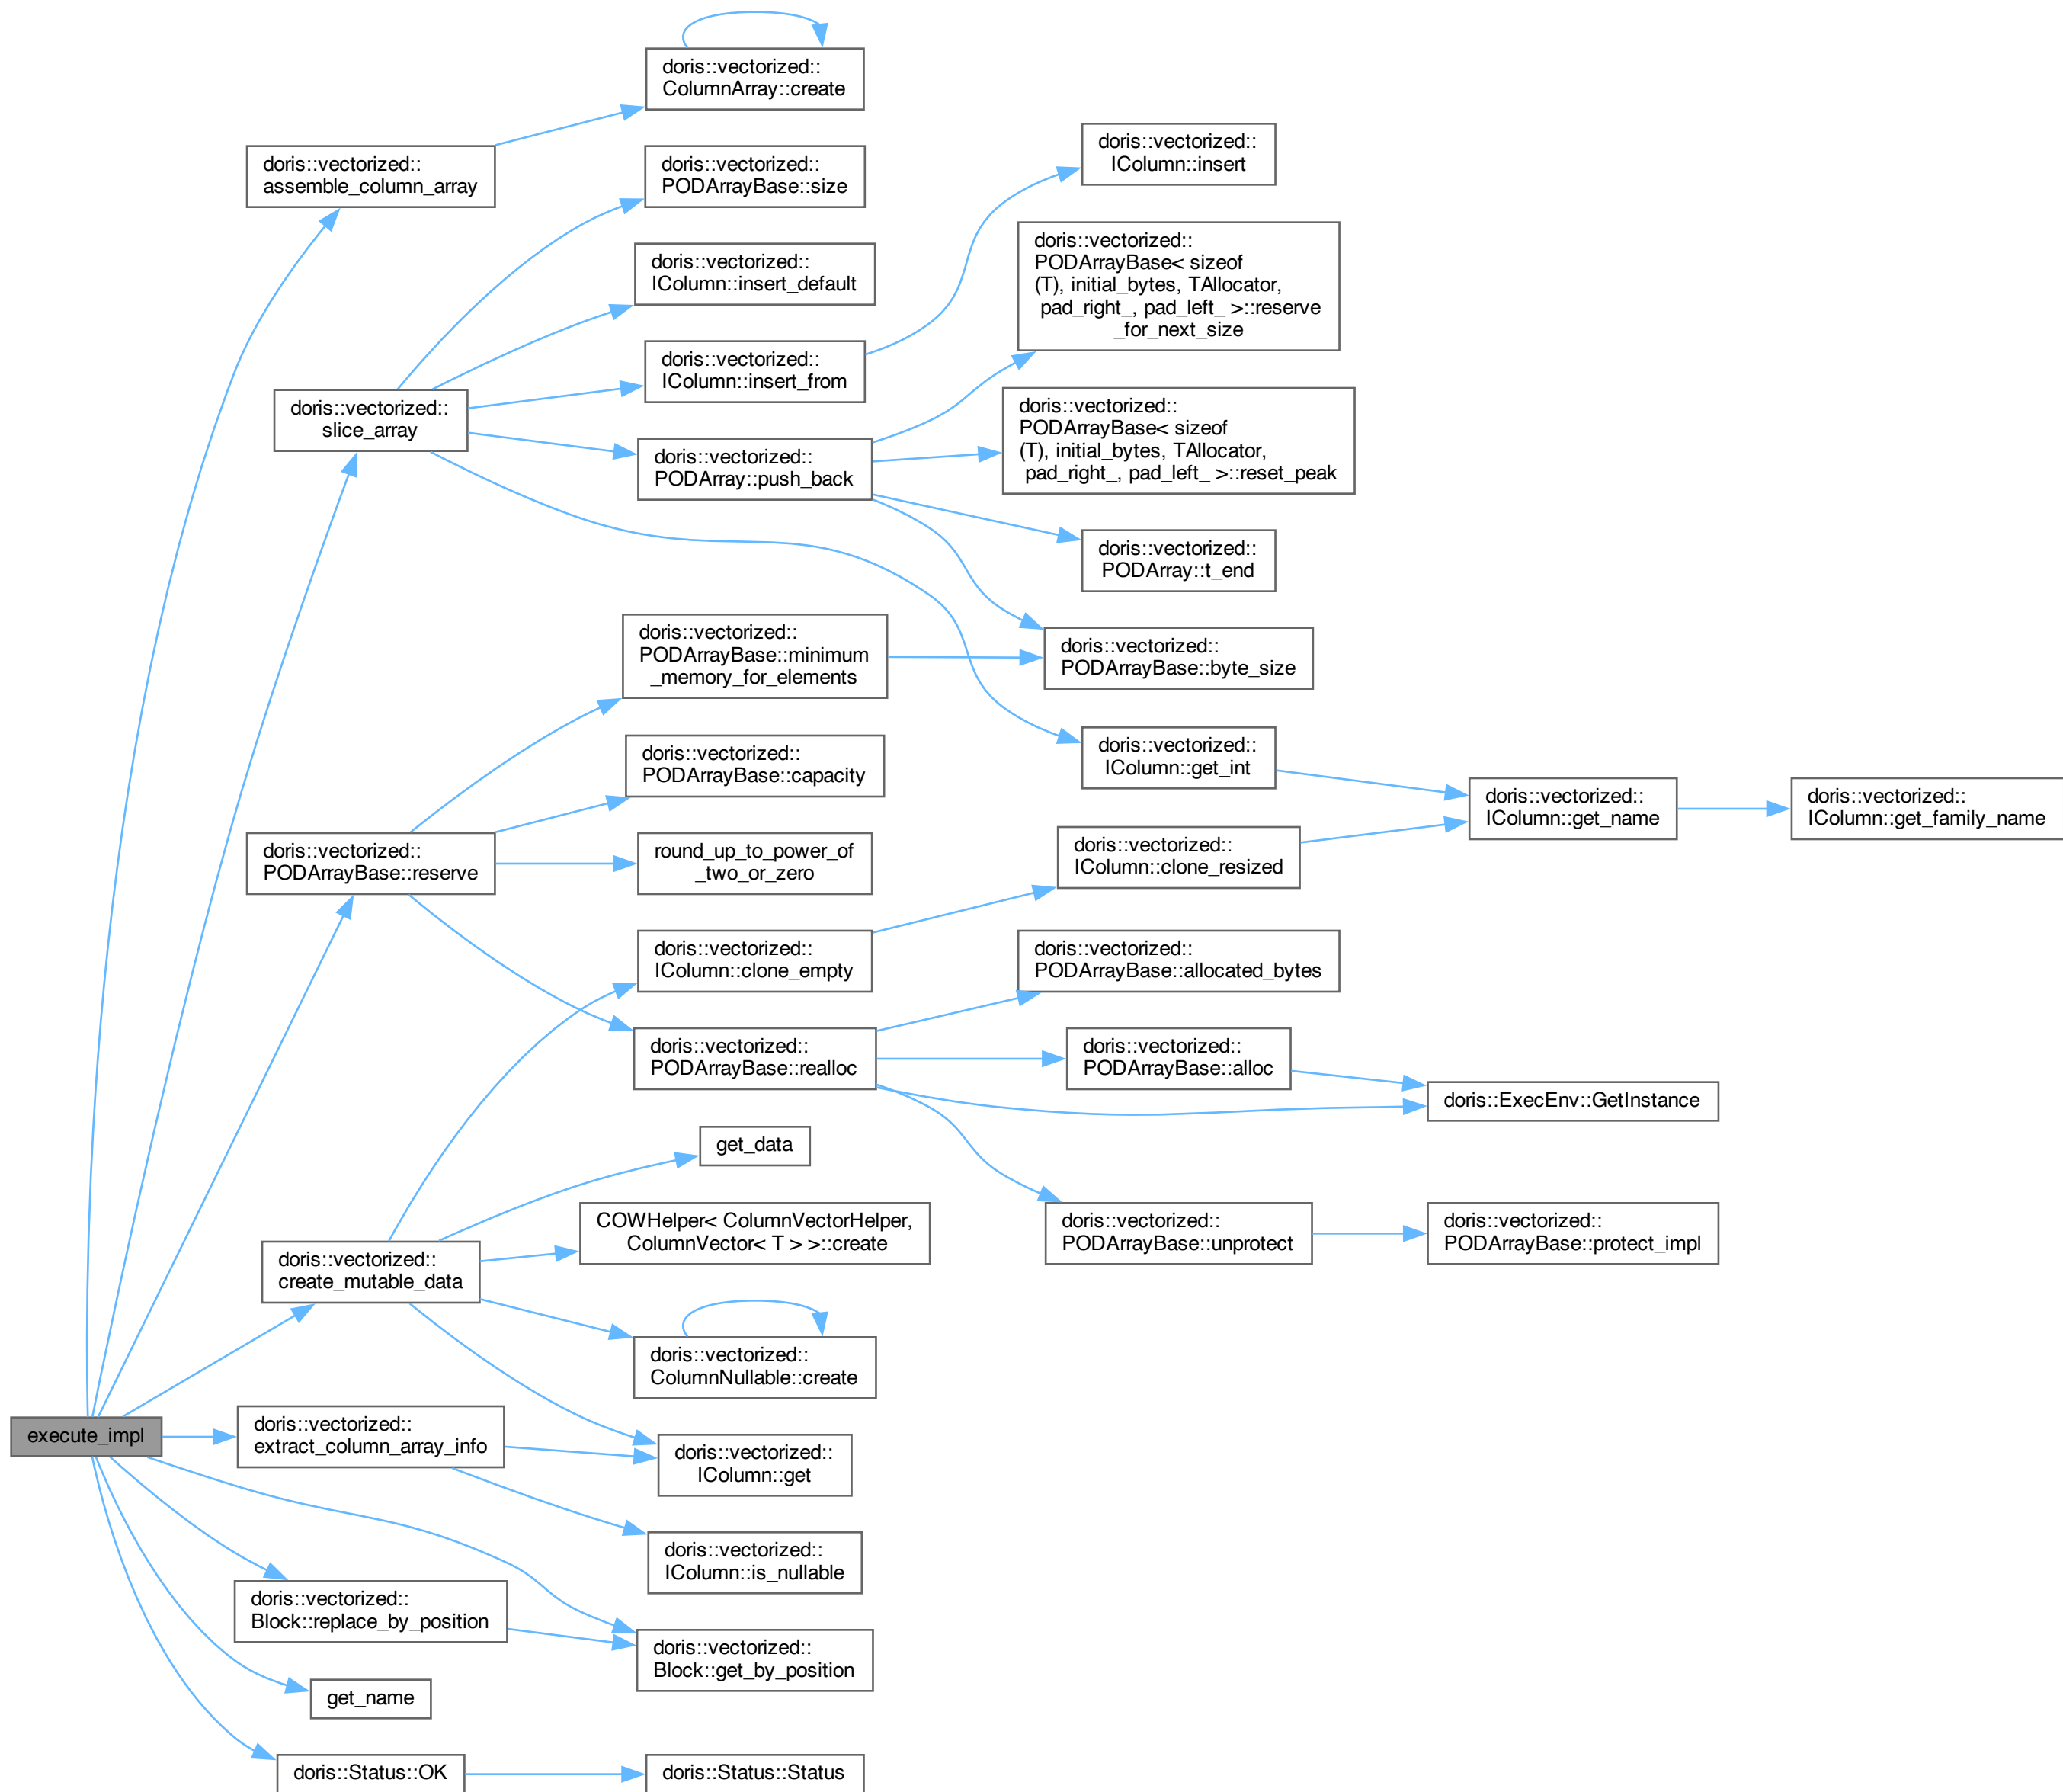 doris::vectorized::
ColumnArray::create
doris::vectorized::
IColumn::insert
doris::vectorized::
assemble_column_array
doris::vectorized::
PODArrayBase::size
doris::vectorized::
PODArrayBase< sizeof
(T), initial_bytes, TAllocator,
pad_right_, pad_left_ >::reserve
_for_next_size
doris::vectorized::
IColumn::insert_default
doris::vectorized::
IColumn::insert_from
doris::vectorized::
slice_array
doris::vectorized::
PODArrayBase< sizeof
(T), initial_bytes, TAllocator,
pad_right_, pad_left_ >::reset_peak
doris::vectorized::
PODArray::push_back
doris::vectorized::
PODArray::t_end
doris::vectorized::
PODArrayBase::minimum
_memory_for_elements
doris::vectorized::
PODArrayBase::byte_size
doris::vectorized::
PODArrayBase::capacity
doris::vectorized::
IColumn::get_int
doris::vectorized::
IColumn::get_name
doris::vectorized::
IColumn::get_family_name
doris::vectorized::
PODArrayBase::reserve
round_up_to_power_of
_two_or_zero
doris::vectorized::
IColumn::clone_resized
doris::vectorized::
IColumn::clone_empty
doris::vectorized::
PODArrayBase::allocated_bytes
doris::vectorized::
PODArrayBase::realloc
doris::vectorized::
PODArrayBase::alloc
doris::ExecEnv::GetInstance
get_data
COWHelper< ColumnVectorHelper,
ColumnVector< T > >::create
doris::vectorized::
PODArrayBase::unprotect
doris::vectorized::
PODArrayBase::protect_impl
doris::vectorized::
create_mutable_data
doris::vectorized::
ColumnNullable::create
execute_impl
doris::vectorized::
extract_column_array_info
doris::vectorized::
IColumn::get
doris::vectorized::
IColumn::is_nullable
doris::vectorized::
Block::replace_by_position
doris::vectorized::
Block::get_by_position
get_name
doris::Status::OK
doris::Status::Status